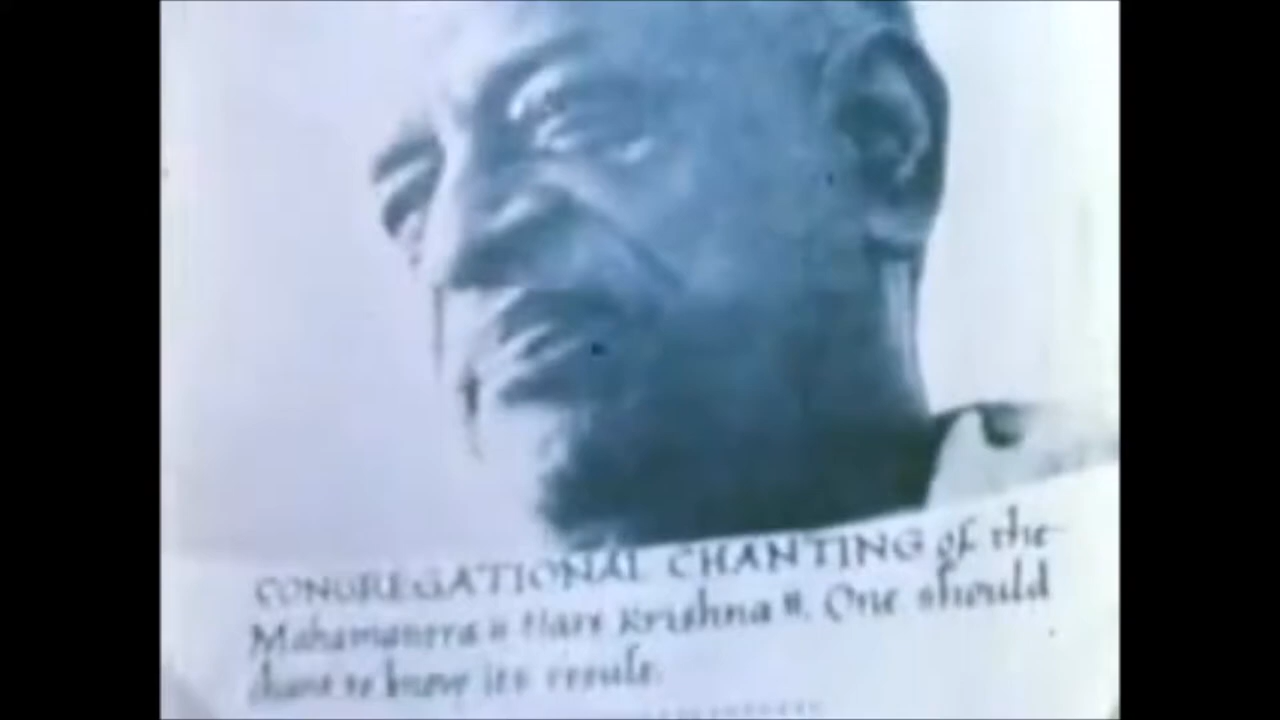 CONGREGATIONAL CHANTING of the
Mahamantra "Hare Krishna". One should
chant to know its result.